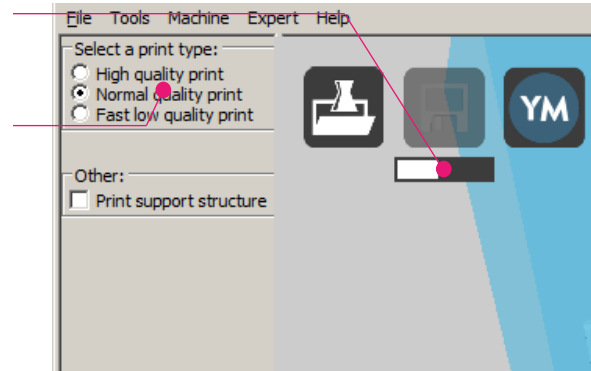 File Tools Machine Expert Help
Select a print type:
High quality print
Normal quality print
Fast low quality print
YM
Other:
Print support structure